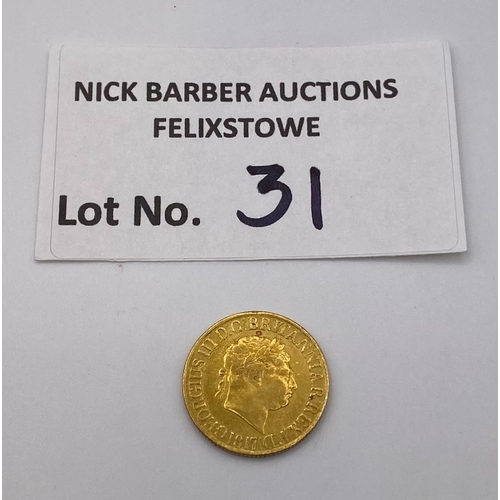 NICK BARBER AUCTIONS
FELIXSTOWE
Lot No. 31
GEORGIUS III D.G. BRITANNIAR. REX F.D. 1817